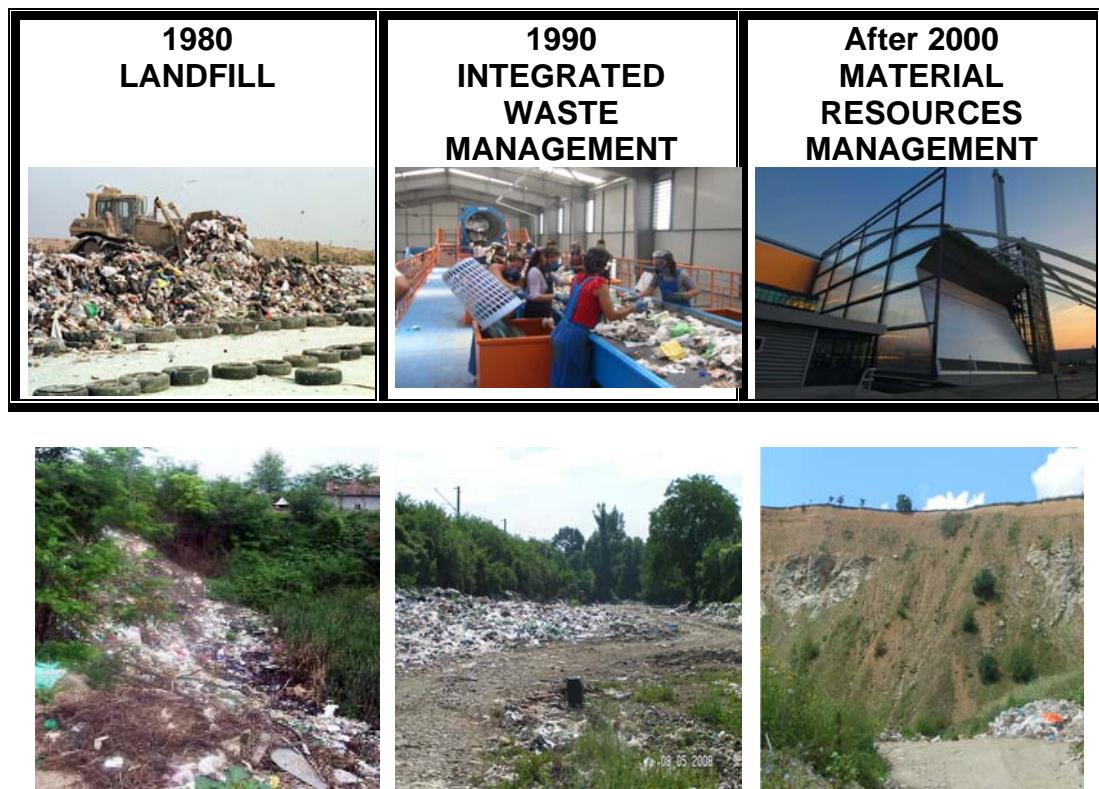 1980
LANDFILL
1990
INTEGRATED
WASTE
MANAGEMENT
After 2000
MATERIAL
RESOURCES
MANAGEMENT
08 05 2008